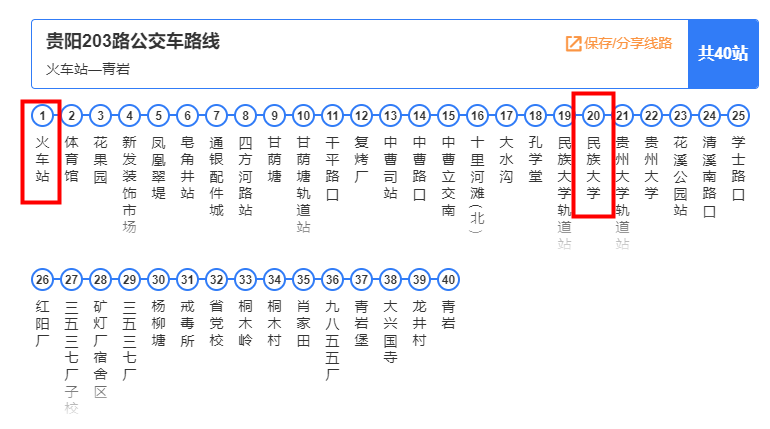 贵阳203路公交车路线
保存/分享线路
共40站
火车站—青岩
1 火车站
2 体育馆
3 花果园
4 新发装饰市场
5 凤凰翠堤
6 皂角井站
7 通银配件城
8 四方河路站
9 甘荫塘
10 甘荫塘轨道站
11 干平路口
12 复烤厂
13 中曹司站
14 中曹路口
15 中曹立交南
16 十里河滩(北)
17 大水沟
18 孔学堂
19 民族大学轨道站
20 民族大学
21 贵州大学轨道站
22 贵州大学
23 花溪公园站
24 清溪南路口
25 学士路口
26 红阳厂
27 三五三七厂子校
28 矿灯厂宿舍区
29 三五三七厂
30 杨柳塘
31 戒毒所
32 省党校
33 桐木岭
34 桐木村
35 肖家田
36 九八五五厂
37 青岩堡
38 大兴国寺
39 龙井村
40 青岩